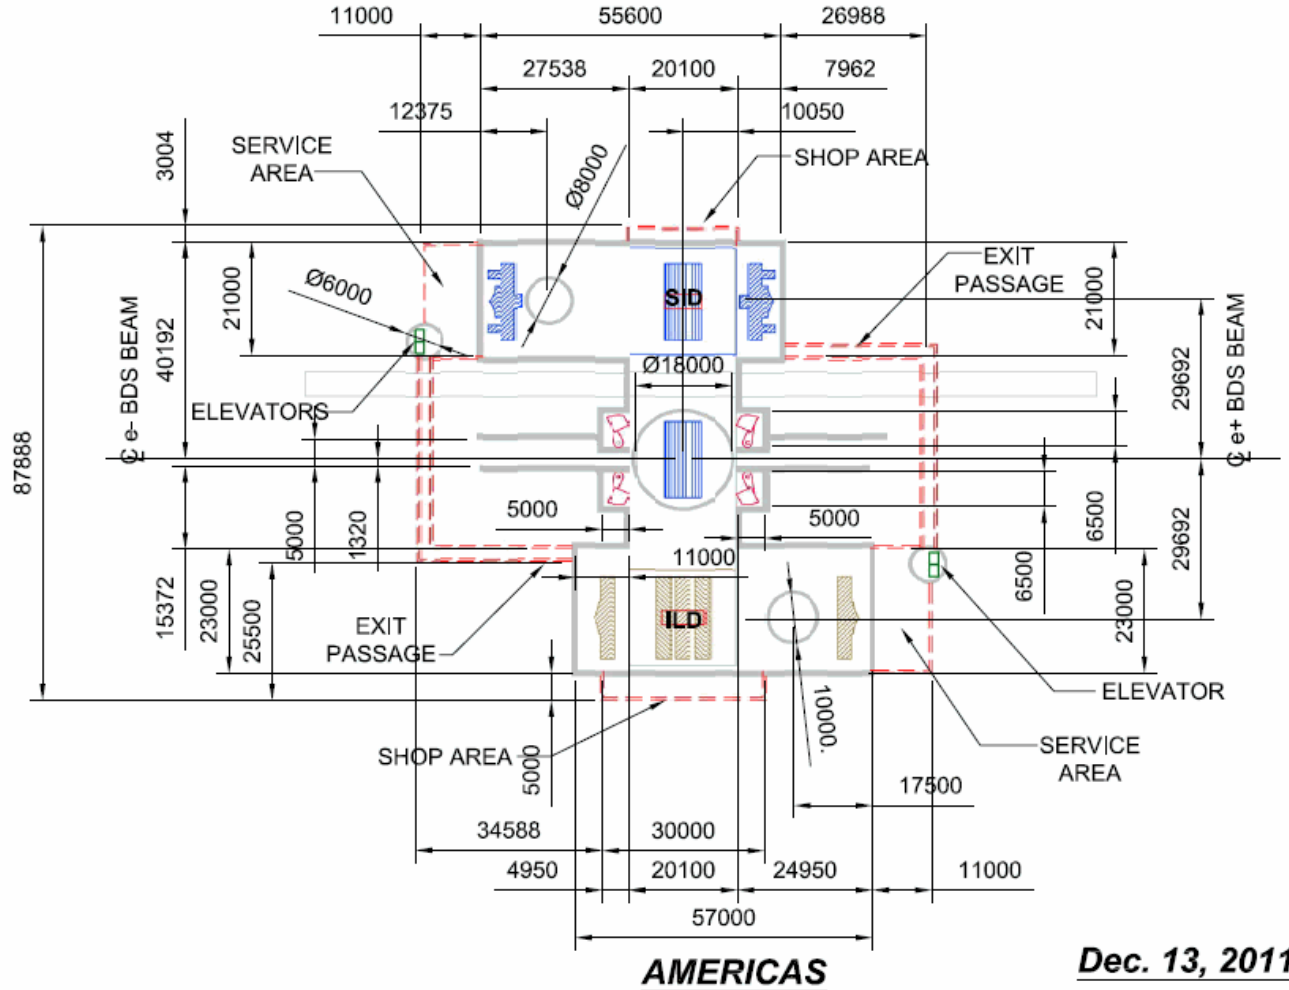 11000
55600
26988
27538
20100
7962
12375
10050
3004
SERVICE
AREA
Ø8000
SHOP AREA
EXIT
PASSAGE
21000
Ø6000
SID
21000
40192
℄ e- BDS BEAM
Ø18000
29692
℄ e+ BDS BEAM
ELEVATORS
87888
5000
1320
5000
5000
6500
29692
15372
23000
25500
11000
6500
23000
EXIT
PASSAGE
ILD
ELEVATOR
10000.
SHOP AREA
5000
SERVICE
AREA
17500
34588
30000
4950
20100
24950
11000
57000
AMERICAS
Dec. 13, 2011